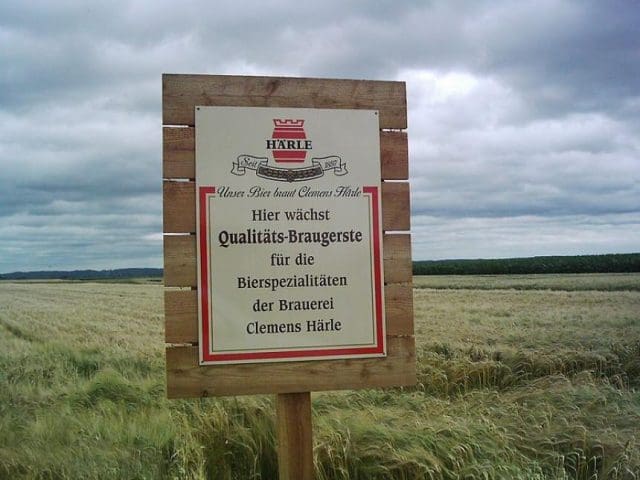 HÄRLE
Seit 1897
Unser Bier braut Clemens Härle
Hier wächst
Qualitäts-Braugerste
für die
Bierspezialitäten
der Brauerei
Clemens Härle